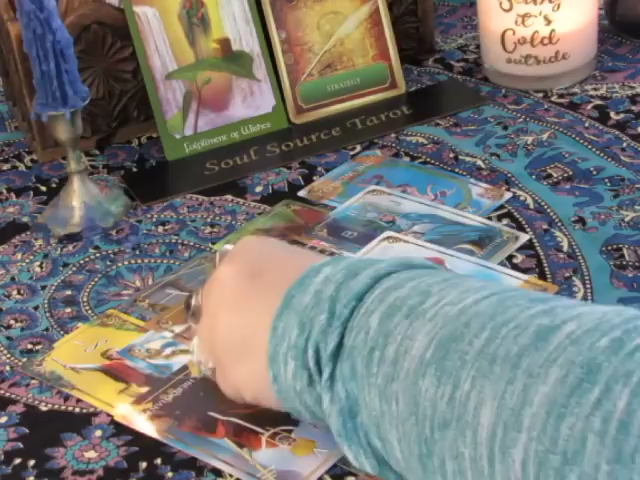 it's
Cold
outside
STRATEGY
Fulfilment of Wishes
Soul Source Tarot